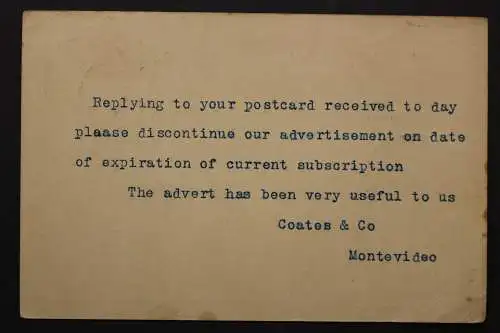 Replying to your postcard received to day
plaase discontinue our advertisement on date
of expiration of current subscription
The advert has been very useful to us
Coates & Co
Montevideo